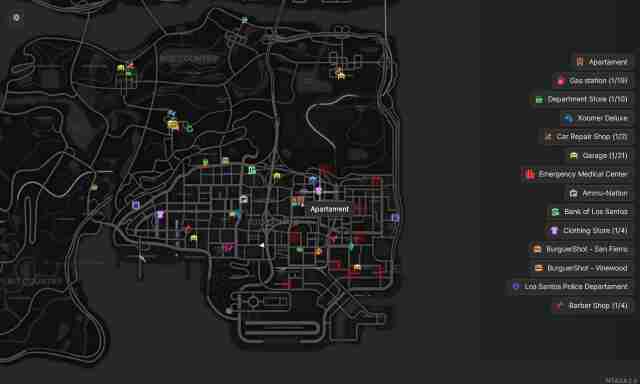 Apartament
Gas station (1/19)
Department Store (1/10)
Xoomer Deluxe
Car Repair Shop (1/2)
Garage (1/21)
Emergency Medical Center
Ammu-Nation
Bank of Los Santos
Clothing Store (1/4)
BurguerShot - San Fierro
BurguerShot - Vinewood
Los Santos Police Departament
Barber Shop (1/4)
Apartament